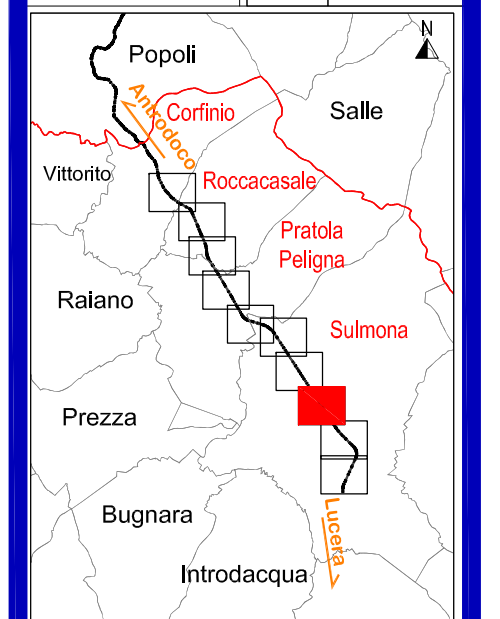 N
Popoli
Antrodoco
Corfinio
Salle
Vittorito
Roccacasale
Pratola
Peligna
Raiano
Sulmona
Prezza
Bugnara
Lucera
Introdacqua